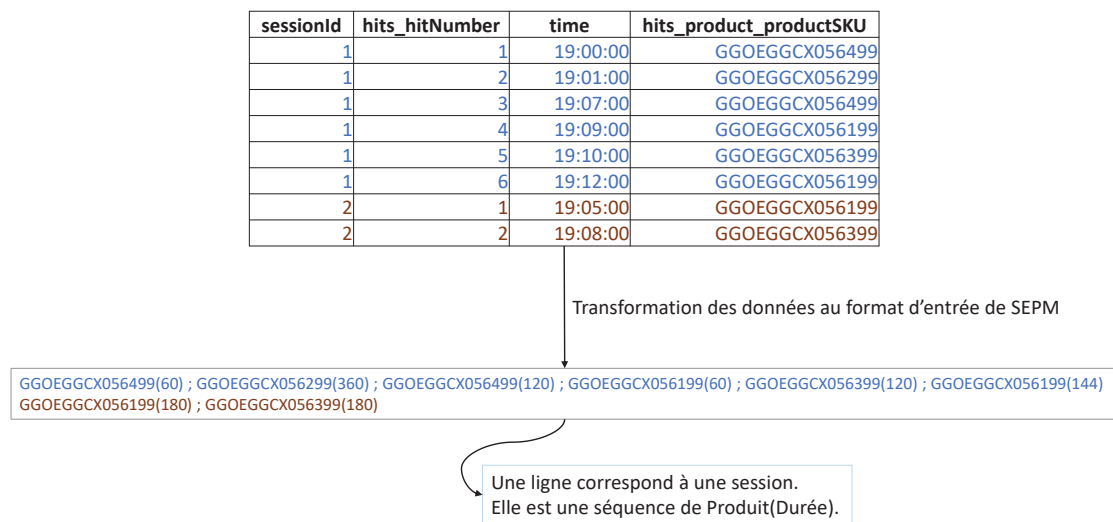 sessionId hits_hitNumber time hits_product_productSKU
1 1 19:00:00 GGOEGGCX056499
1 2 19:01:00 GGOEGGCX056299
1 3 19:07:00 GGOEGGCX056499
1 4 19:09:00 GGOEGGCX056199
1 5 19:10:00 GGOEGGCX056399
1 6 19:12:00 GGOEGGCX056199
2 1 19:05:00 GGOEGGCX056199
2 2 19:08:00 GGOEGGCX056399
Transformation des données au format d’entrée de SEPM
GGOEGGCX056499(60) ; GGOEGGCX056299(360) ; GGOEGGCX056499(120) ; GGOEGGCX056199(60) ; GGOEGGCX056399(120) ; GGOEGGCX056199(144)
GGOEGGCX056199(180) ; GGOEGGCX056399(180)
Une ligne correspond à une session.
Elle est une séquence de Produit(Durée).